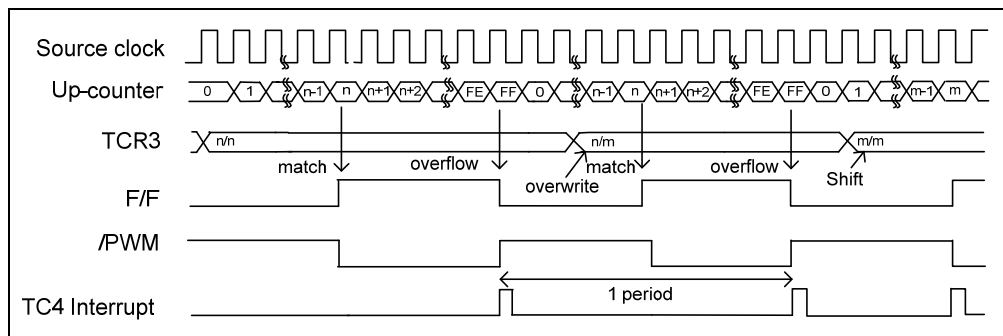 Source clock
Up-counter 0 1 n-1 n n+1 n+2 FE FF 0 n-1 n n+1 n+2 FE FF 0 1 m-1 m
TCR3 n/n n/m m/m
match overflow overwrite match overflow Shift
F/F
/PWM
1 period
TC4 Interrupt